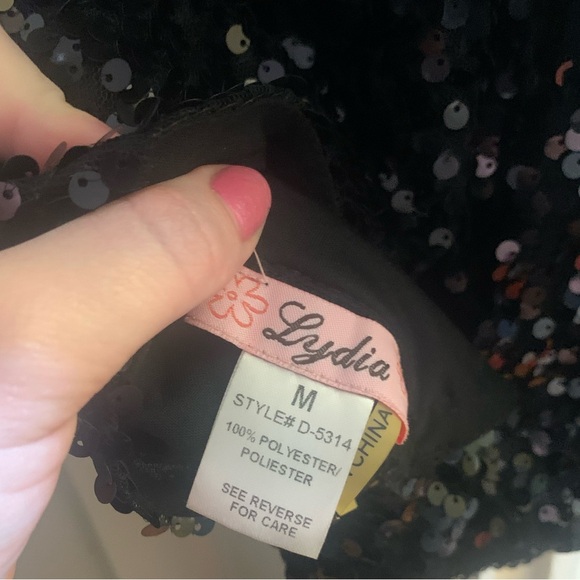 Lydia
M
STYLE# D-5314
100% POLYESTER/
POLIESTER
SEE REVERSE
FOR CARE
CHINA